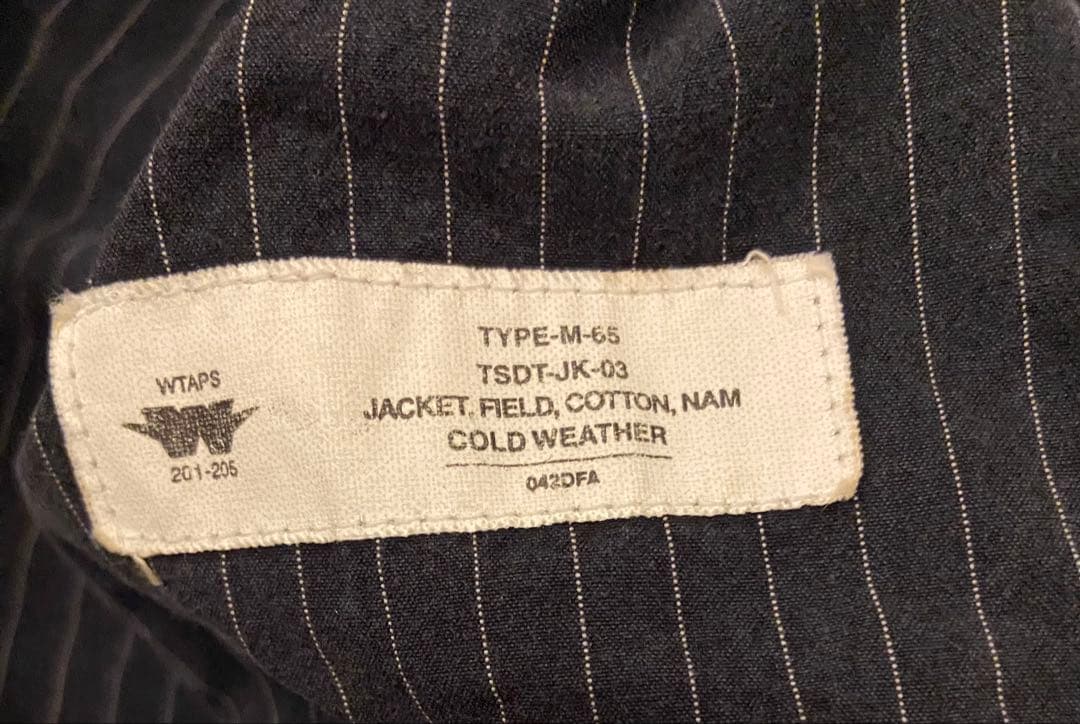 WTAPS
W
201-205
TYPE-M-65
TSDT-JK-03
JACKET, FIELD, COTTON, NAM
COLD WEATHER
042DFA